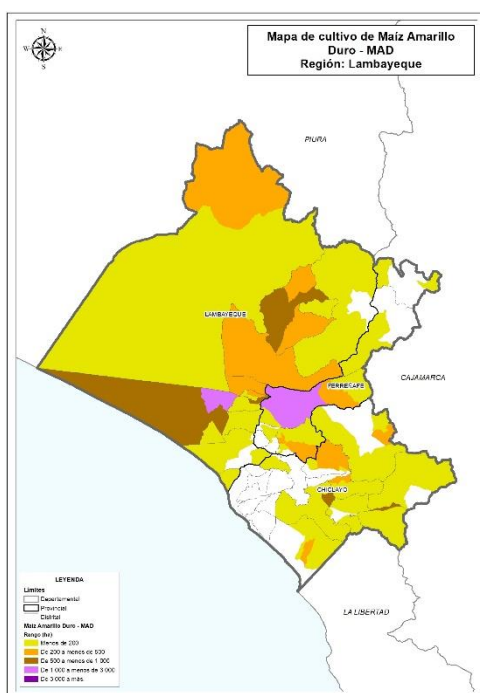 Mapa de cultivo de Maíz Amarillo
Duro - MAD
Región: Lambayeque
N
W
E
S
PIURA
LAMBAYEQUE
FERREÑAFE
CAJAMARCA
CHICLAYO
LA LIBERTAD
LEYENDA
Límites
Departamental
Provincial
Distrital
Maíz Amarillo Duro - MAD
Rango (ha)
Menos de 200
De 200 a menos de 500
De 500 a menos de 1 000
De 1 000 a menos de 3 000
De 3 000 a más